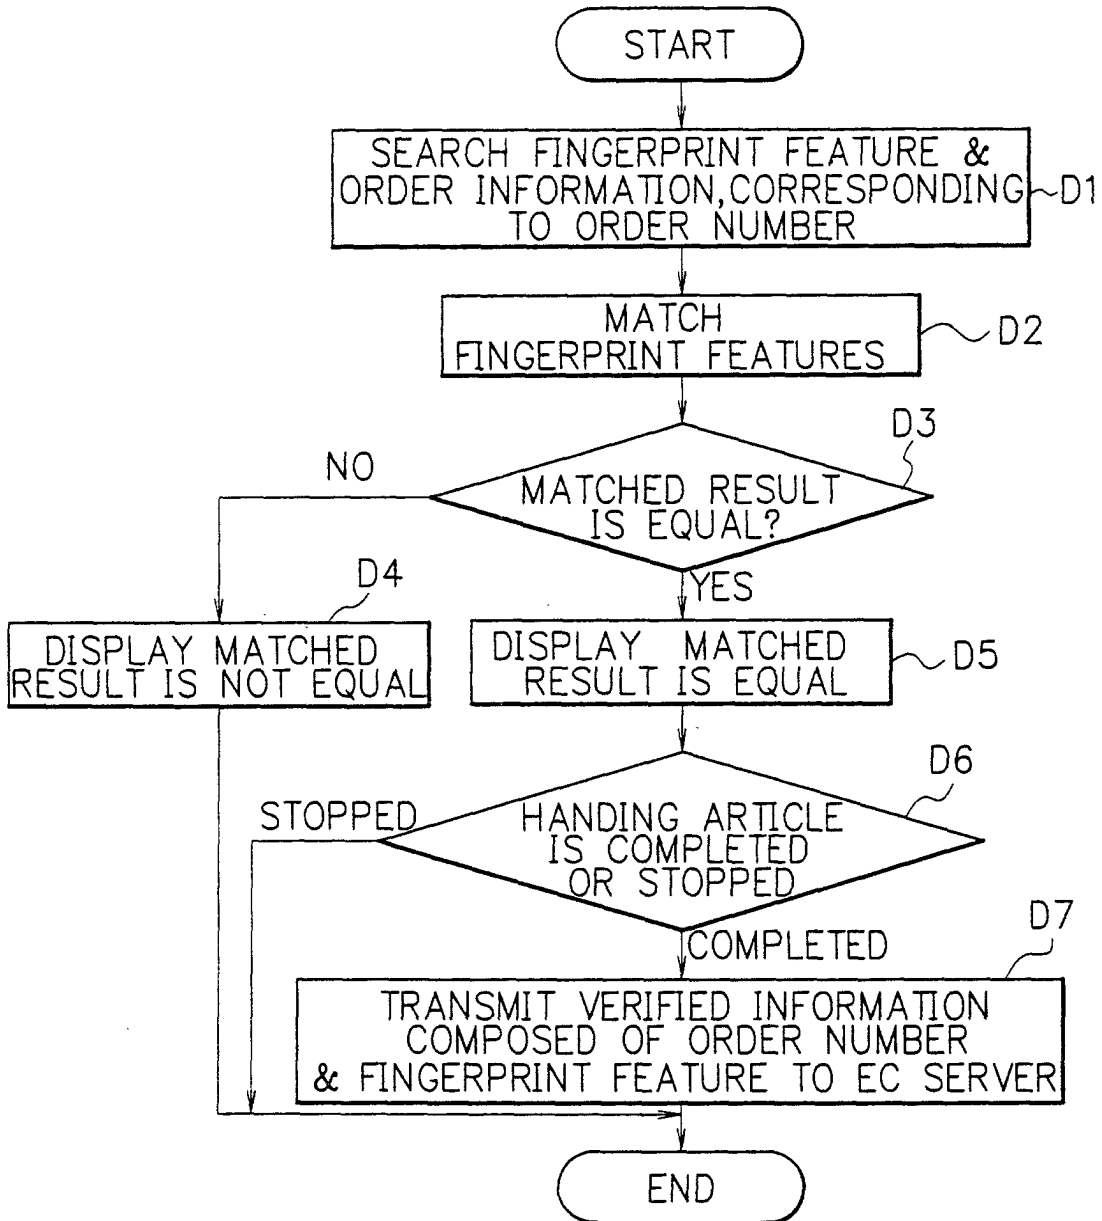 START
SEARCH FINGERPRINT FEATURE &
ORDER INFORMATION,CORRESPONDING
TO ORDER NUMBER
D1
MATCH
FINGERPRINT FEATURES
D2
D3
NO
MATCHED RESULT
IS EQUAL?
YES
D4
DISPLAY MATCHED
RESULT IS NOT EQUAL
DISPLAY MATCHED
RESULT IS EQUAL
D5
D6
STOPPED
HANDING ARTICLE
IS COMPLETED
OR STOPPED
COMPLETED
D7
TRANSMIT VERIFIED INFORMATION
COMPOSED OF ORDER NUMBER
& FINGERPRINT FEATURE TO EC SERVER
END